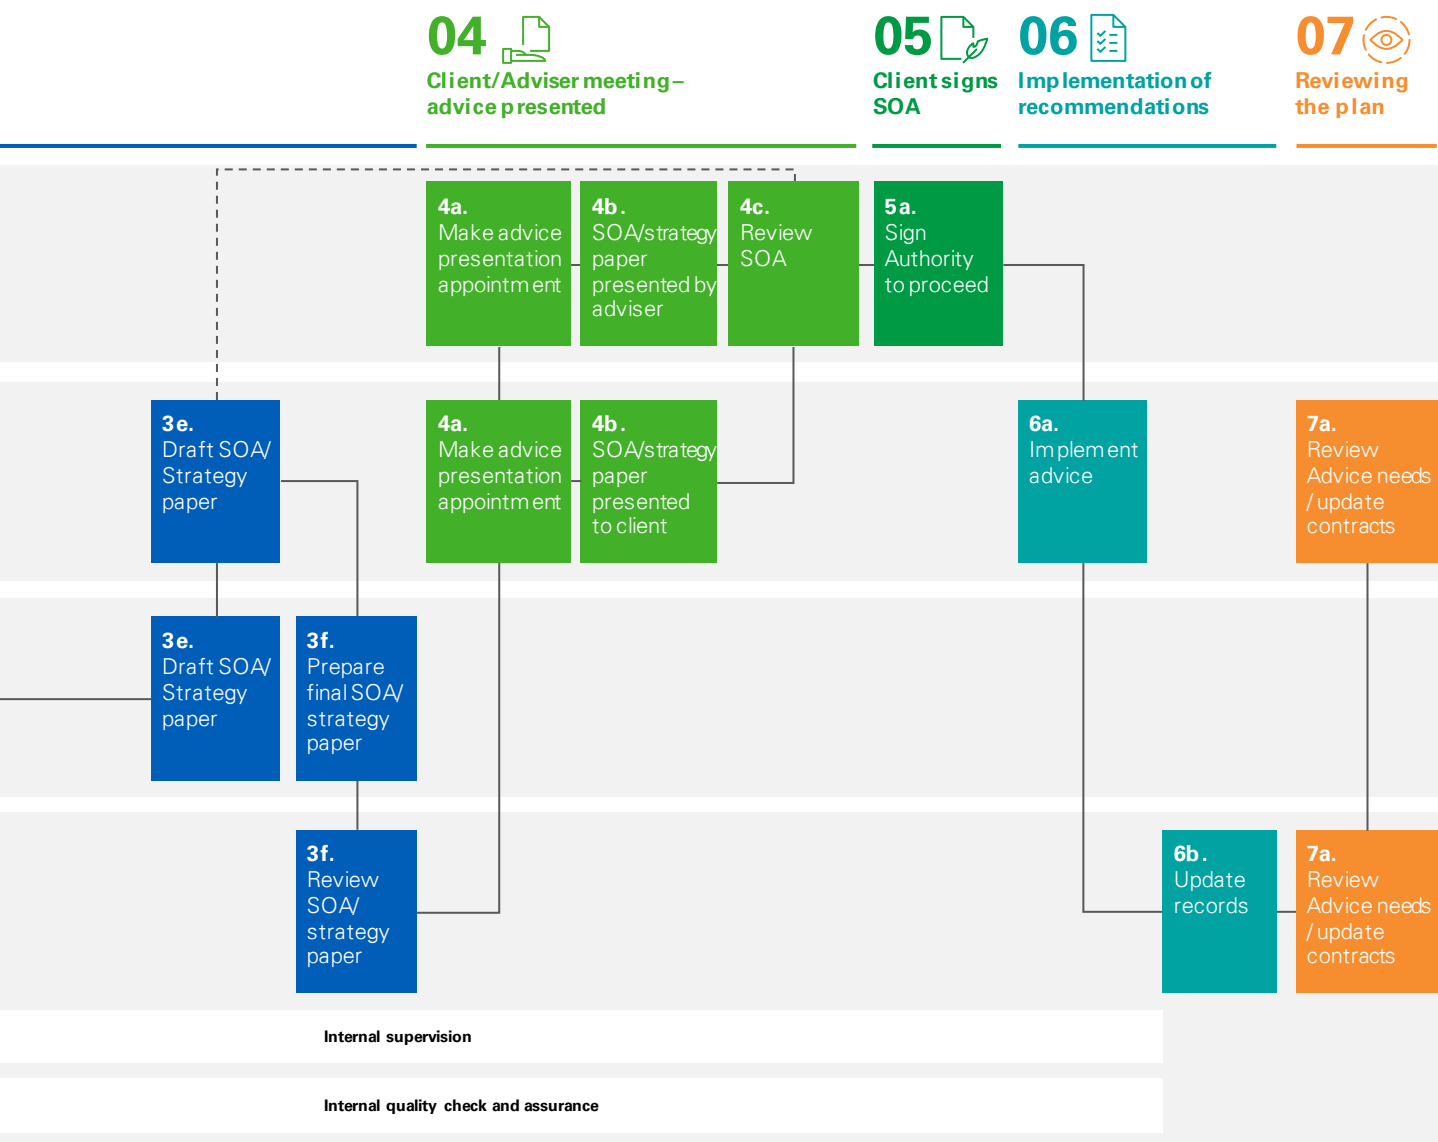 04
Client/Adviser meeting –
advice presented
05
Client signs
SOA
06
Implementation of
recommendations
07
Reviewing
the plan
4a.
Make advice
presentation
appointment
4b.
SOA/strategy
paper
presented by
adviser
4c.
Review
SOA
5a.
Sign
Authority
to proceed
3e.
Draft SOA/
Strategy
paper
4a.
Make advice
presentation
appointment
4b.
SOA/strategy
paper
presented
to client
6a.
Implement
advice
7a.
Review
Advice needs
/ update
contracts
3e.
Draft SOA/
Strategy
paper
3f.
Prepare
final SOA/
strategy
paper
3f.
Review
SOA/
strategy
paper
6b.
Update
records
7a.
Review
Advice needs
/ update
contracts
Internal supervision
Internal quality check and assurance